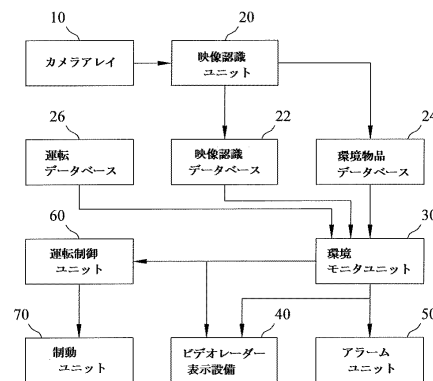 10
20
カメラアレイ
映像認識
ユニット
26
22
24
運転
データベース
映像認識
データベース
環境物品
データベース
60
30
運転制御
ユニット
環境
モニタユニット
70
40
50
制動
ユニット
ビデオレーダー
表示設備
アラーム
ユニット